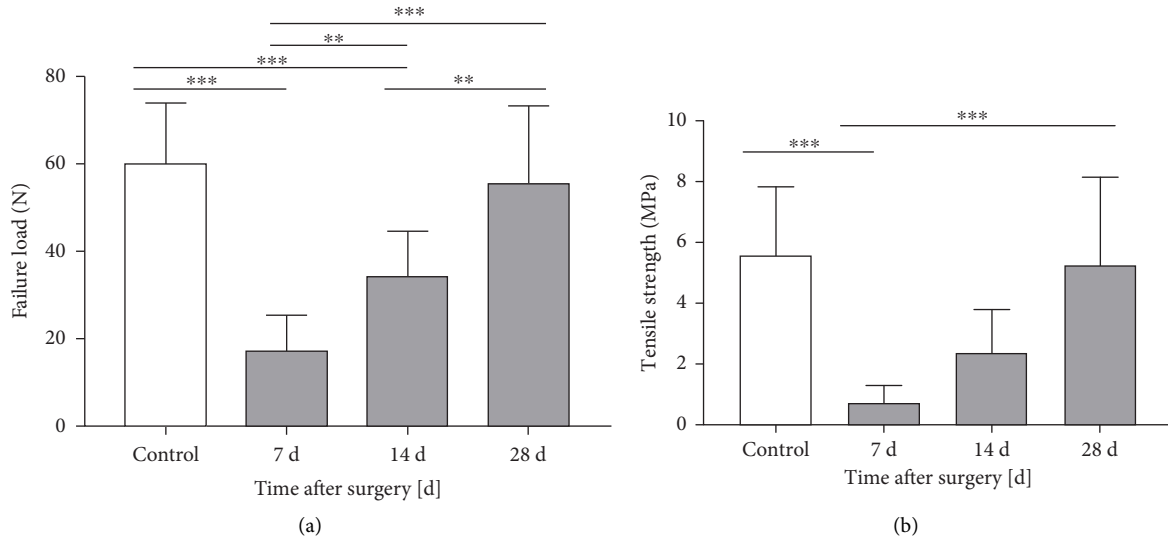 ***
**
***
***
**
80
60
40
20
0
Failure load (N)
Control 7 d 14 d 28 d
Time after surgery [d]
(a)
***
***
10
8
6
4
2
0
Tensile strength (MPa)
Control 7 d 14 d 28 d
Time after surgery [d]
(b)